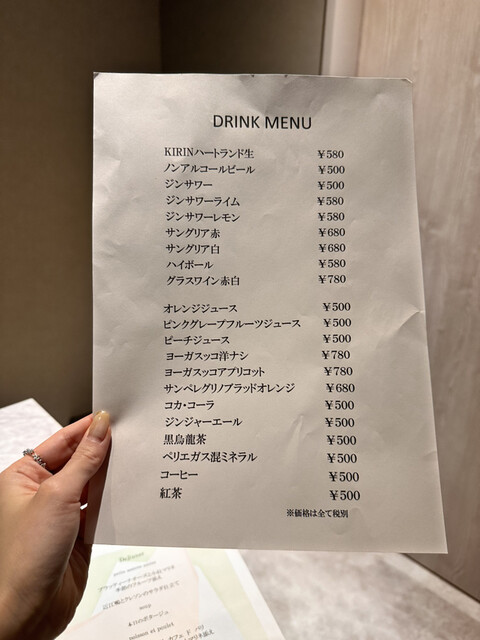 DRINK MENU
KIRINハートランド生 ￥580
ノンアルコールビール ￥500
ジンサワー ￥500
ジンサワーライム ￥580
ジンサワーレモン ￥580
サングリア赤 ￥680
サングリア白 ￥680
ハイボール ￥580
グラスワイン赤白 ￥780
オレンジジュース ￥500
ピンクグレープフルーツジュース ￥500
ピーチジュース ￥500
ヨーガスッコ洋ナシ ￥780
ヨーガスッコアプリコット ￥780
サンペレグリノブラッドオレンジ ￥680
コカ・コーラ ￥500
ジンジャーエール ￥500
黒烏龍茶 ￥500
ペリエガス混ミネラル ￥500
コーヒー ￥500
紅茶 ￥500
※価格は全て税別
soup
のポタージュ
saumon et poulet